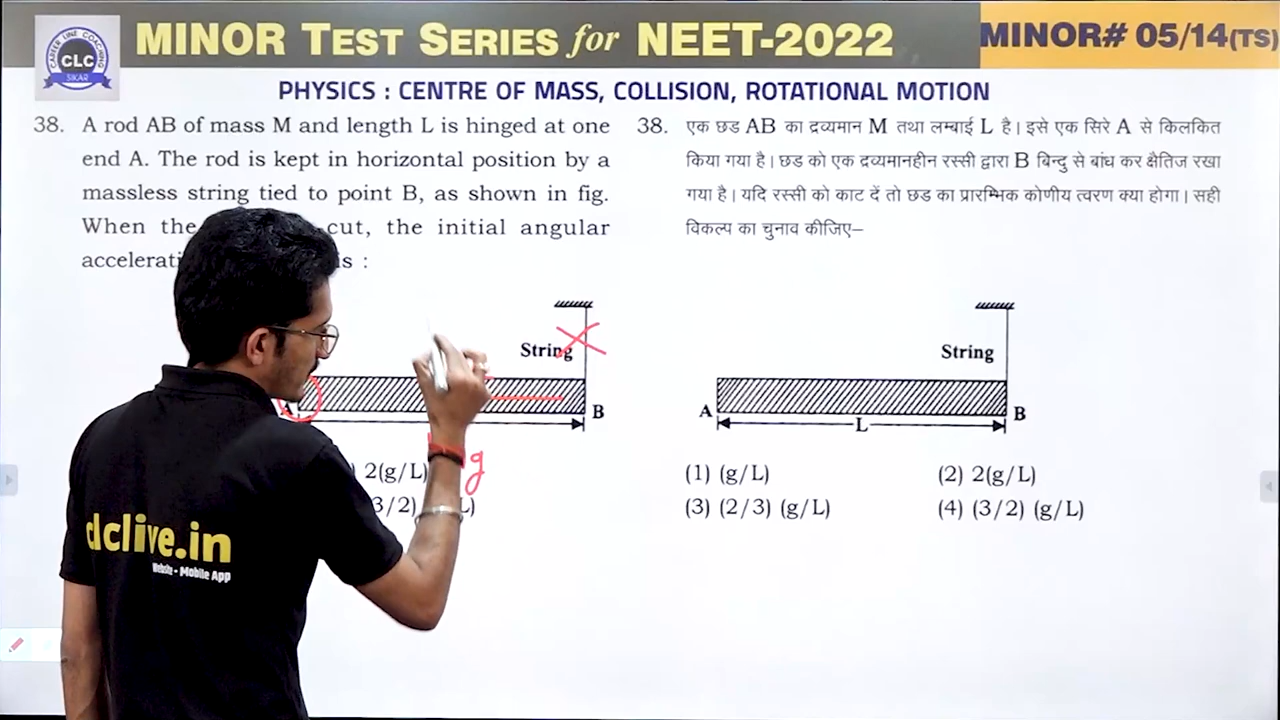 CAREER LINE COACHING
CLC
SIKAR
MINOR TEST SERIES for NEET-2022
MINOR# 05/14(TS)
PHYSICS : CENTRE OF MASS, COLLISION, ROTATIONAL MOTION
38. A rod AB of mass M and length L is hinged at one
end A. The rod is kept in horizontal position by a
massless string tied to point B, as shown in fig.
When the cut, the initial angular
is :
String
A
B
2(g/L)
g
38. एक छड AB का द्रव्यमान M तथा लम्बाई L है। इसे एक सिरे A से किलकित
किया गया है। छड को एक द्रव्यमानहीन रस्सी द्वारा B बिन्दु से बांध कर क्षैतिज रखा
गया है। यदि रस्सी को काट दें तो छड का प्रारम्भिक कोणीय त्वरण क्या होगा। सही
विकल्प का चुनाव कीजिए–
String
A
B
L
(1) (g/L) (2) 2(g/L)
(3) (2/3) (g/L) (4) (3/2) (g/L)
clclive.in
Website - Mobile App